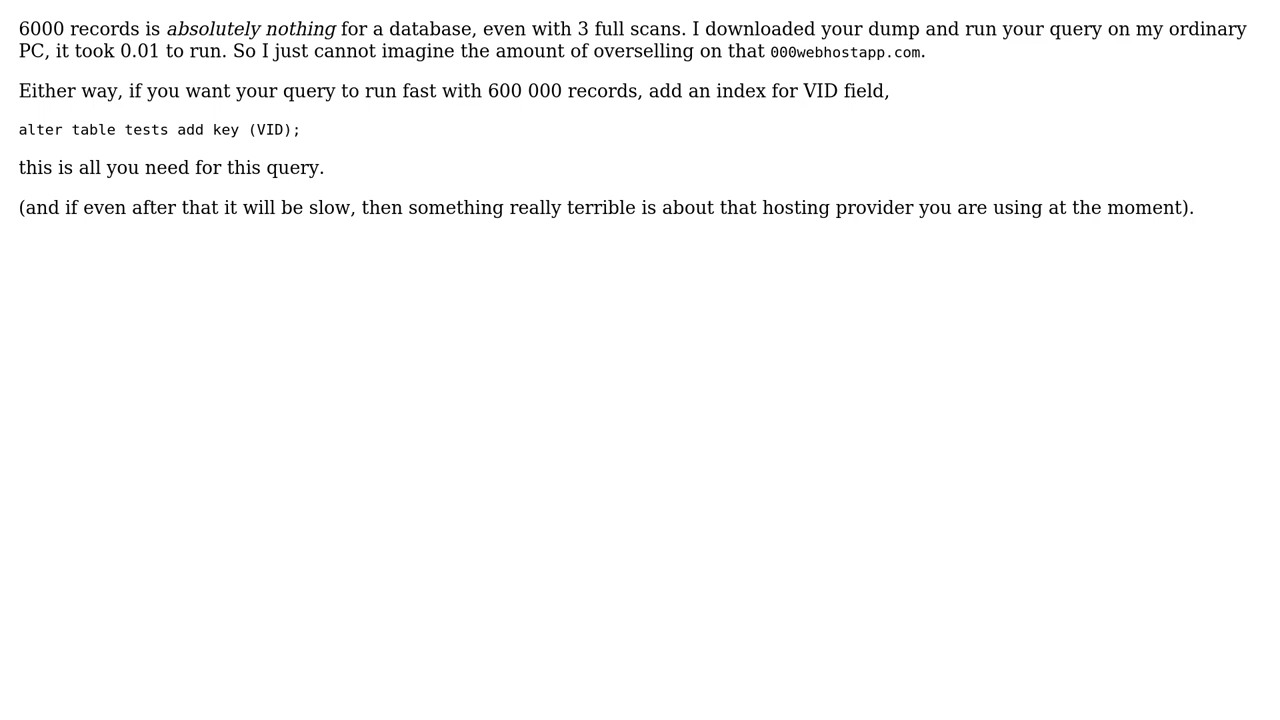 6000 records is absolutely nothing for a database, even with 3 full scans. I downloaded your dump and run your query on my ordinary
PC, it took 0.01 to run. So I just cannot imagine the amount of overselling on that 000webhostapp.com.
Either way, if you want your query to run fast with 600 000 records, add an index for VID field,
alter table tests add key (VID);
this is all you need for this query.
(and if even after that it will be slow, then something really terrible is about that hosting provider you are using at the moment).